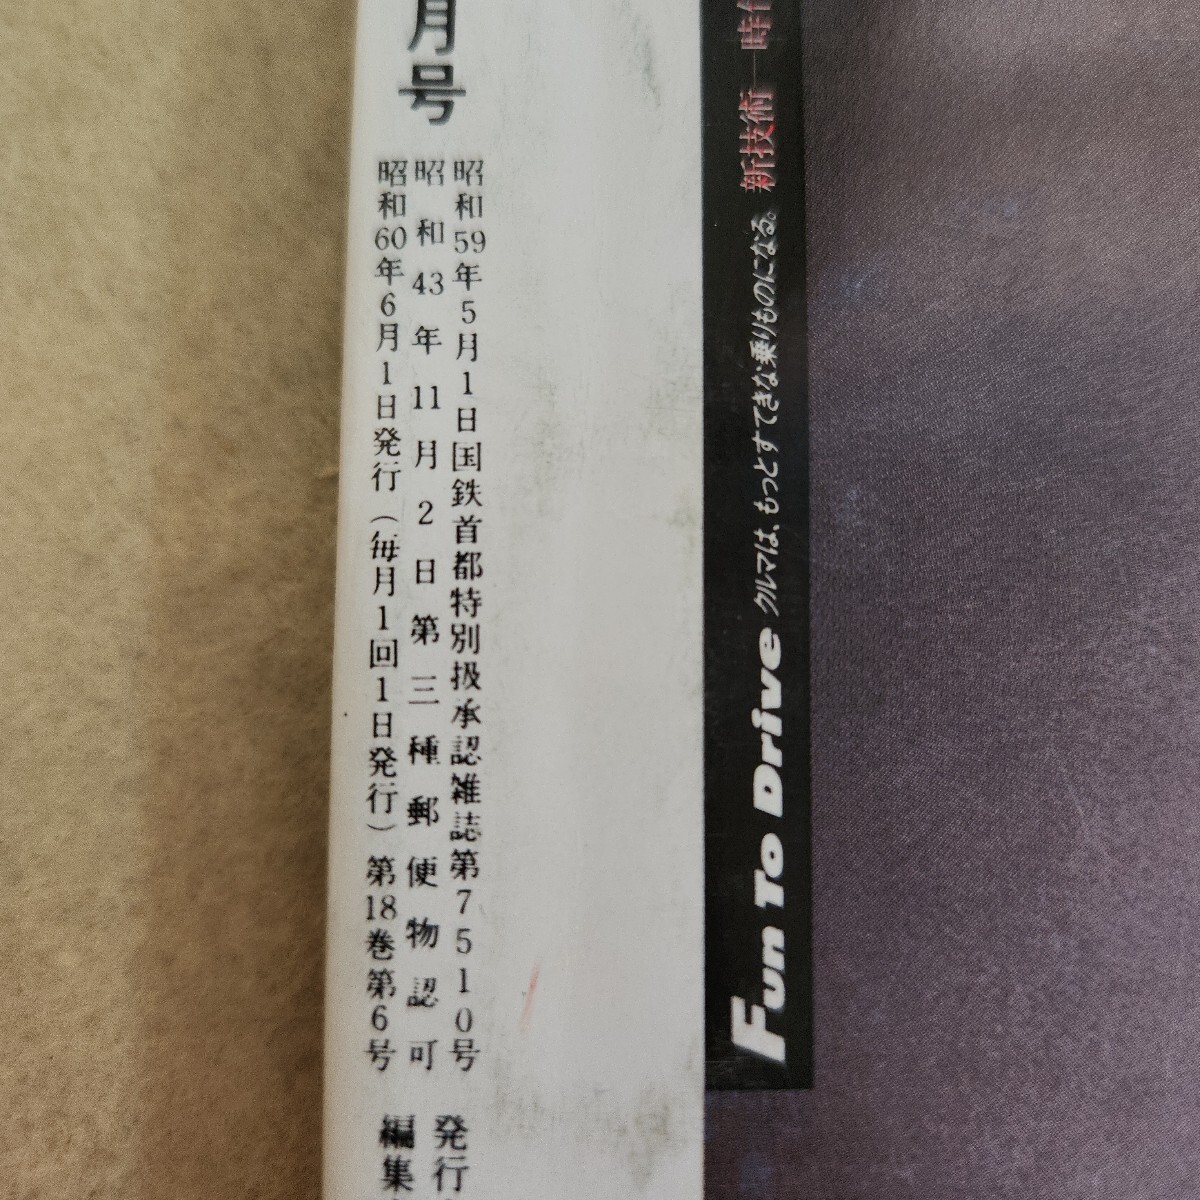 月号
昭和59年5月1日国鉄首都特別扱承認雑誌第7510号
昭和43年11月2日第三種郵便物認可
昭和60年6月1日発行(毎月1回1日発行)第18巻第6号
発行
編集
Fun To Drive クルマは、もっとすてきな乗りものになる。 新技術―時代